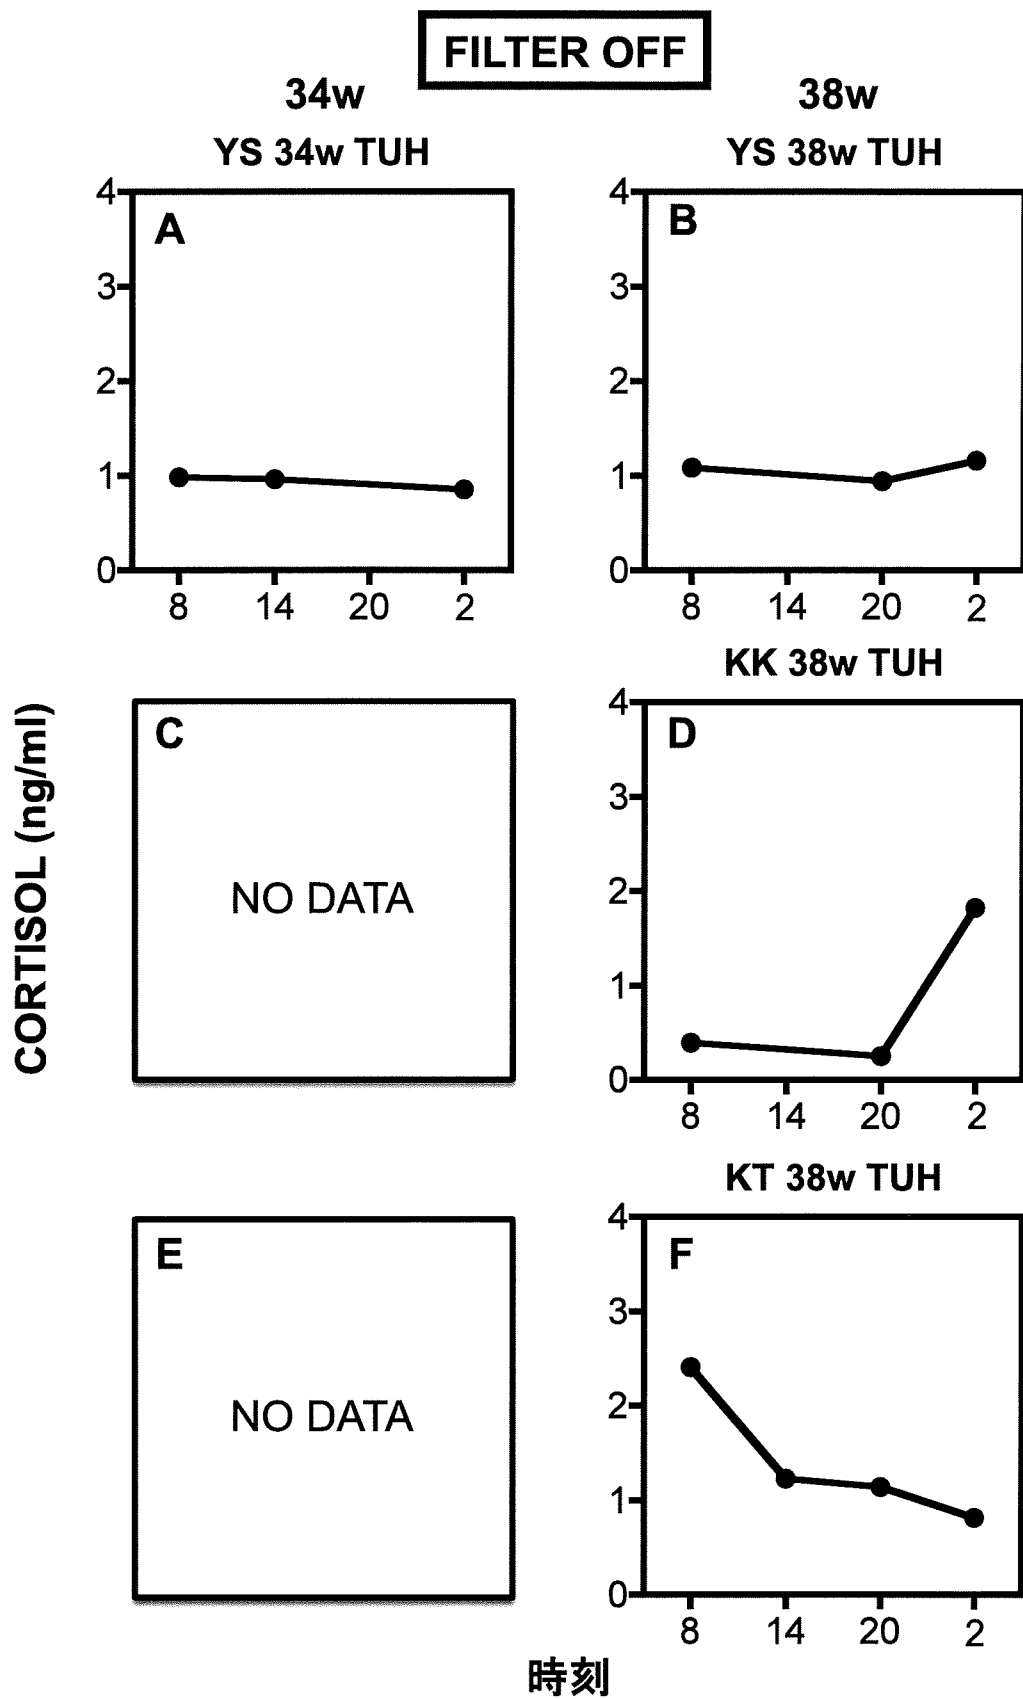 FILTER OFF
34w 38w
YS 34w TUH YS 38w TUH
A
4
3
2
1
0
8 14 20 2
B
4
3
2
1
0
8 14 20 2
CORTISOL (ng/ml)
C
NO DATA
KK 38w TUH
D
4
3
2
1
0
8 14 20 2
E
NO DATA
KT 38w TUH
F
4
3
2
1
0
8 14 20 2
時刻